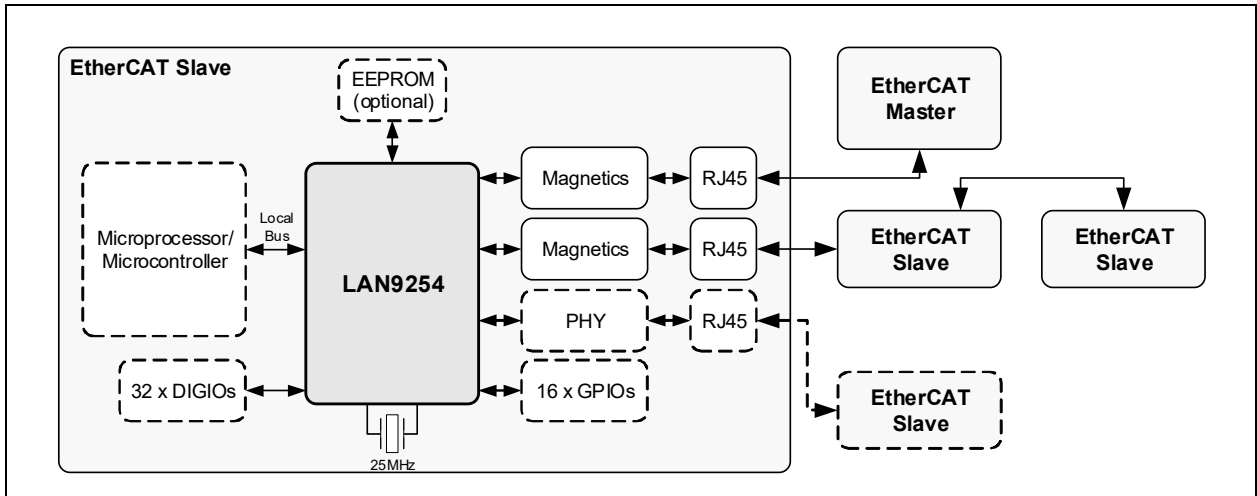 EtherCAT Slave
EEPROM
(optional)
EtherCAT
Master
Magnetics
RJ45
Microprocessor/
Microcontroller
Local
Bus
LAN9254
Magnetics
RJ45
EtherCAT
Slave
EtherCAT
Slave
PHY
RJ45
32 x DIGIOs
16 x GPIOs
EtherCAT
Slave
25MHz